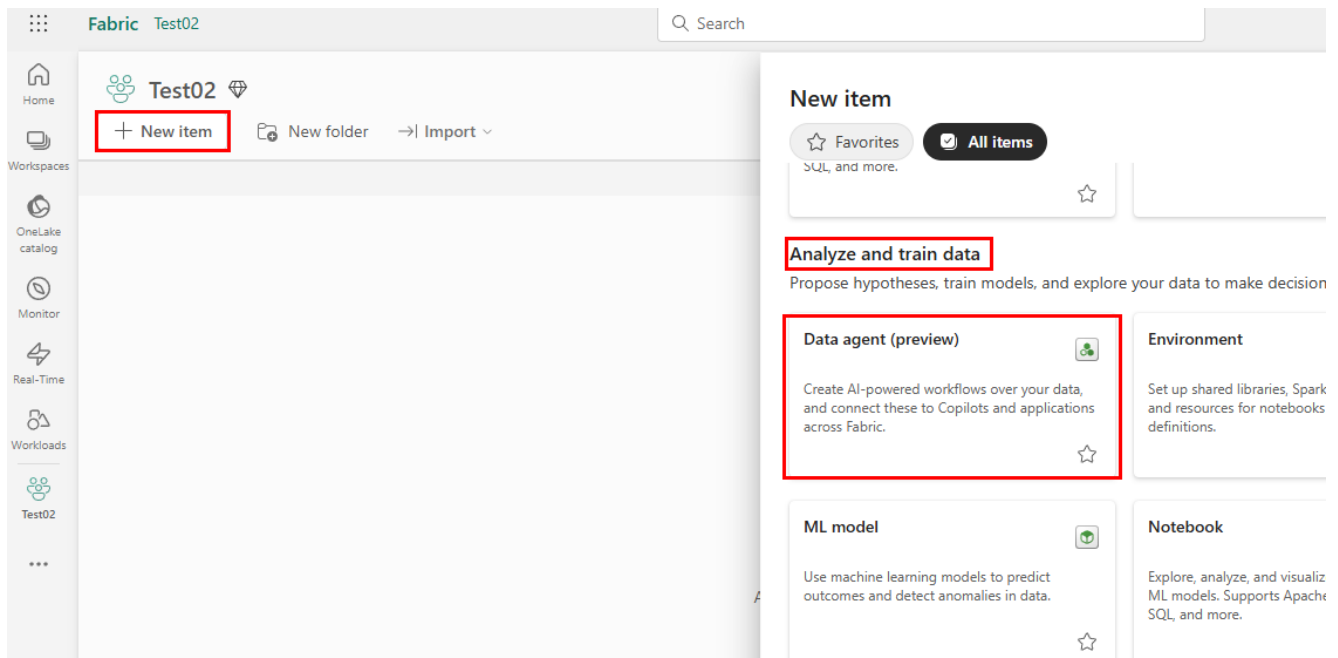 Fabric Test02
Search
Home
Workspaces
OneLake
catalog
Monitor
Real-Time
Workloads
Test02
Test02
New item
New folder
Import
New item
Favorites
All items
SQL, and more.
Analyze and train data
Propose hypotheses, train models, and explore your data to make decision
Data agent (preview)
Create AI-powered workflows over your data,
and connect these to Copilots and applications
across Fabric.
Environment
Set up shared libraries, Spark
and resources for notebooks
definitions.
ML model
Use machine learning models to predict
outcomes and detect anomalies in data.
Notebook
Explore, analyze, and visualiz
ML models. Supports Apache
SQL, and more.